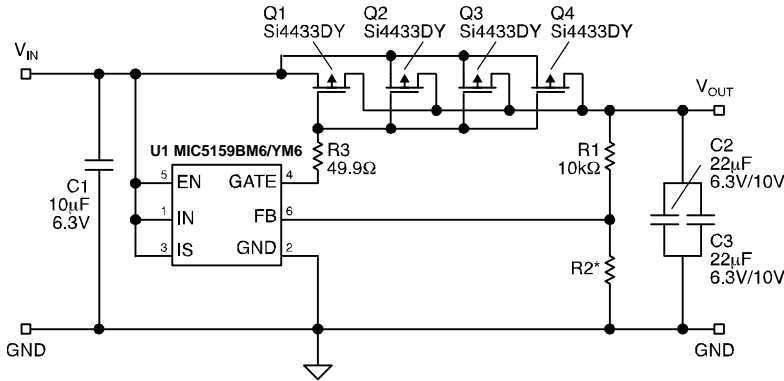 Q1
Si4433DY
Q2
Si4433DY
Q3
Si4433DY
Q4
Si4433DY
VIN
VOUT
U1 MIC5159BM6/YM6
R3
49.9Ω
R1
10kΩ
C2
22µF
6.3V/10V
C1
10µF
6.3V
5
EN
GATE
4
1
IN
FB
6
3
IS
GND
2
R2*
C3
22µF
6.3V/10V
GND
GND